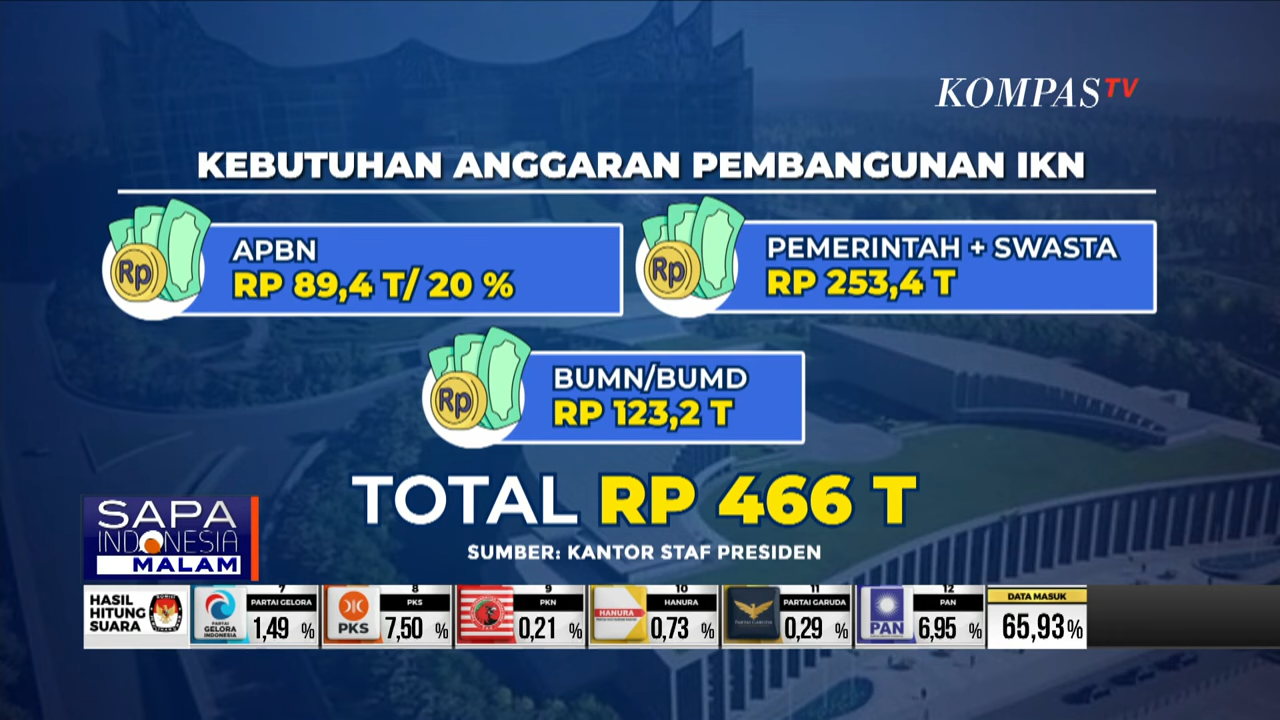 KOMPASTV
KEBUTUHAN ANGGARAN PEMBANGUNAN IKN
Rp
APBN
RP 89,4 T/ 20 %
Rp
PEMERINTAH + SWASTA
RP 253,4 T
Rp
BUMN/BUMD
RP 123,2 T
TOTAL RP 466 T
SUMBER: KANTOR STAF PRESIDEN
SAPA
INDONESIA
MALAM
HASIL
HITUNG
SUARA
7
PARTAI GELORA
PARTAI
GELORA
INDONESIA
1,49 %
8
PKS
PKS
7,50 %
9
PKN
0,21 %
10
HANURA
HANURA
0,73 %
11
PARTAI GARUDA
0,29 %
12
PAN
PAN
6,95 %
DATA MASUK
65,93%